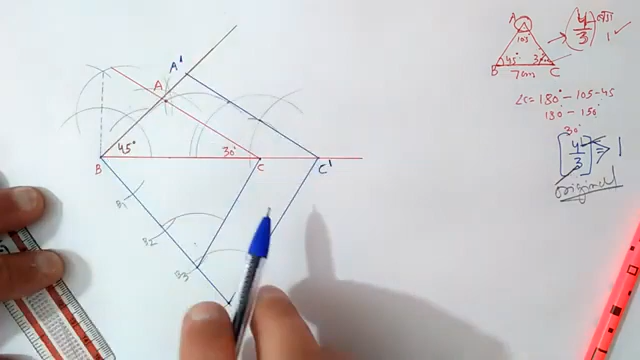 A
105°
45°
30°
B
C
7cm
4/3
1 ✓
∠C = 180° - 105 - 45
180° - 150°
30°
[4/3] ⇒ 1
original
A'
A
45°
30°
B
C
C'
B1
B2
B3